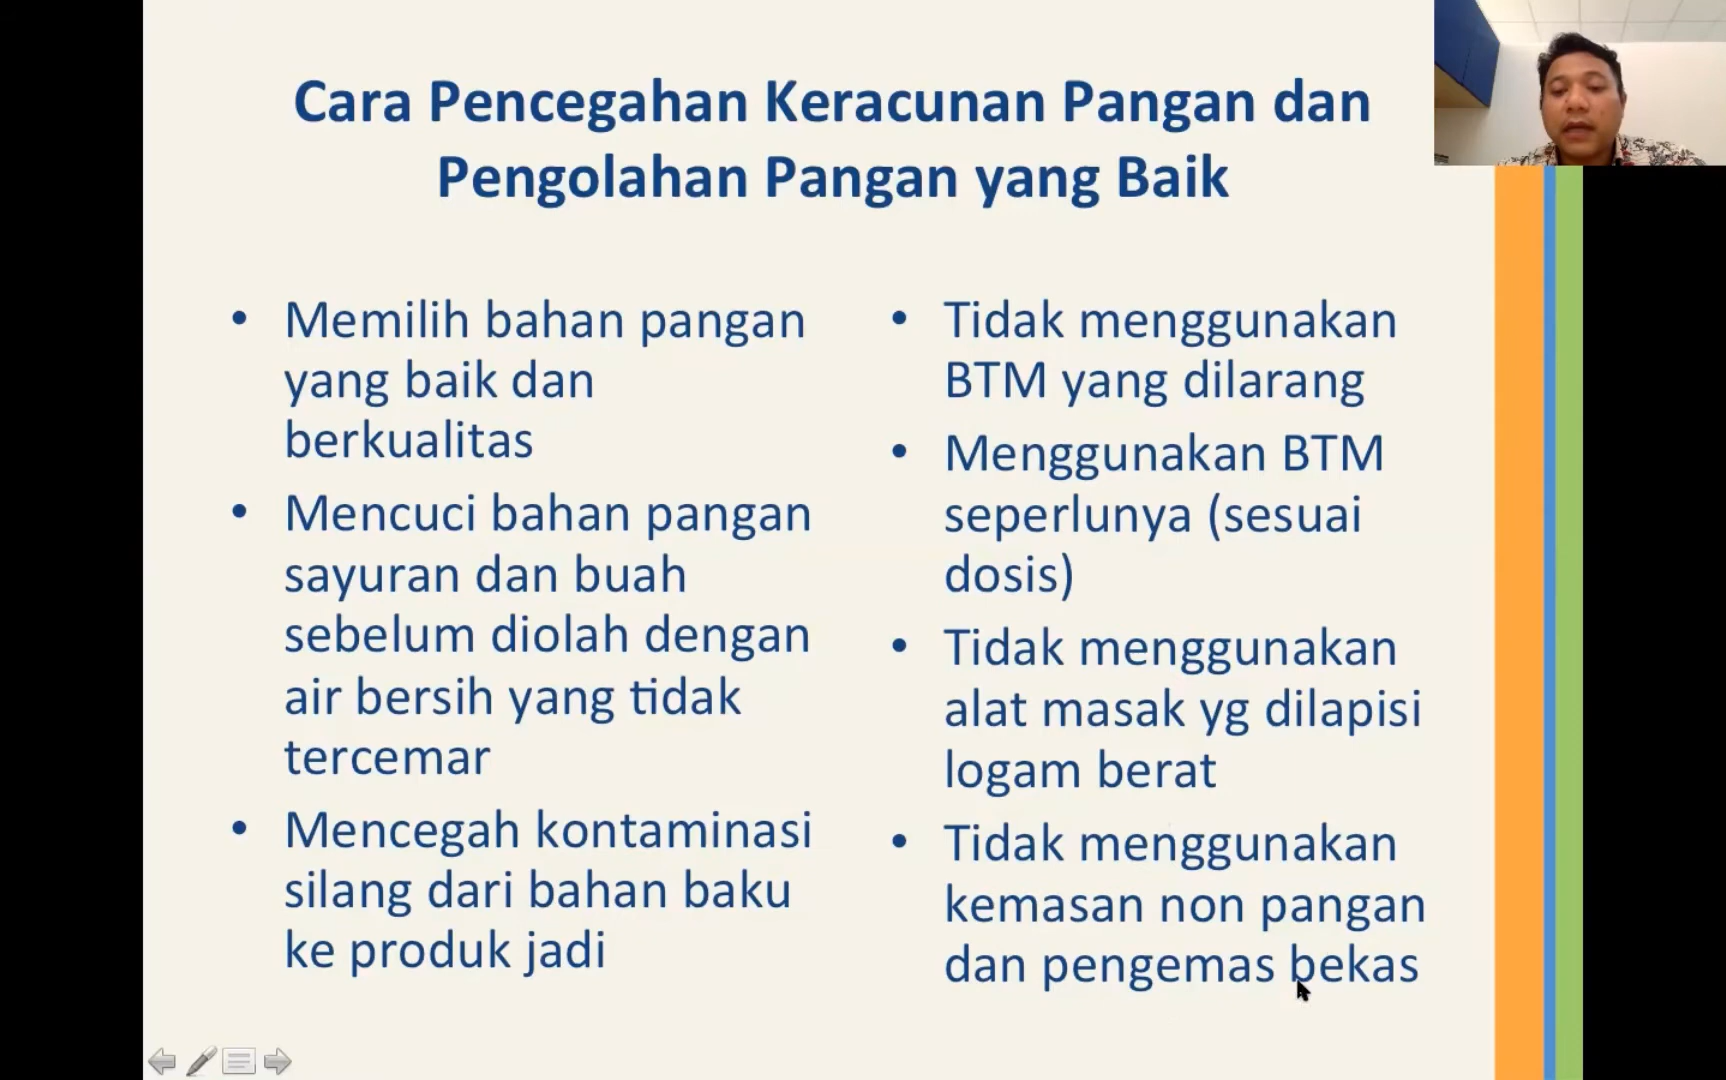 Cara Pencegahan Keracunan Pangan dan
Pengolahan Pangan yang Baik
• Memilih bahan pangan
yang baik dan
berkualitas
• Mencuci bahan pangan
sayuran dan buah
sebelum diolah dengan
air bersih yang tidak
tercemar
• Mencegah kontaminasi
silang dari bahan baku
ke produk jadi
• Tidak menggunakan
BTM yang dilarang
• Menggunakan BTM
seperlunya (sesuai
dosis)
• Tidak menggunakan
alat masak yg dilapisi
logam berat
• Tidak menggunakan
kemasan non pangan
dan pengemas bekas